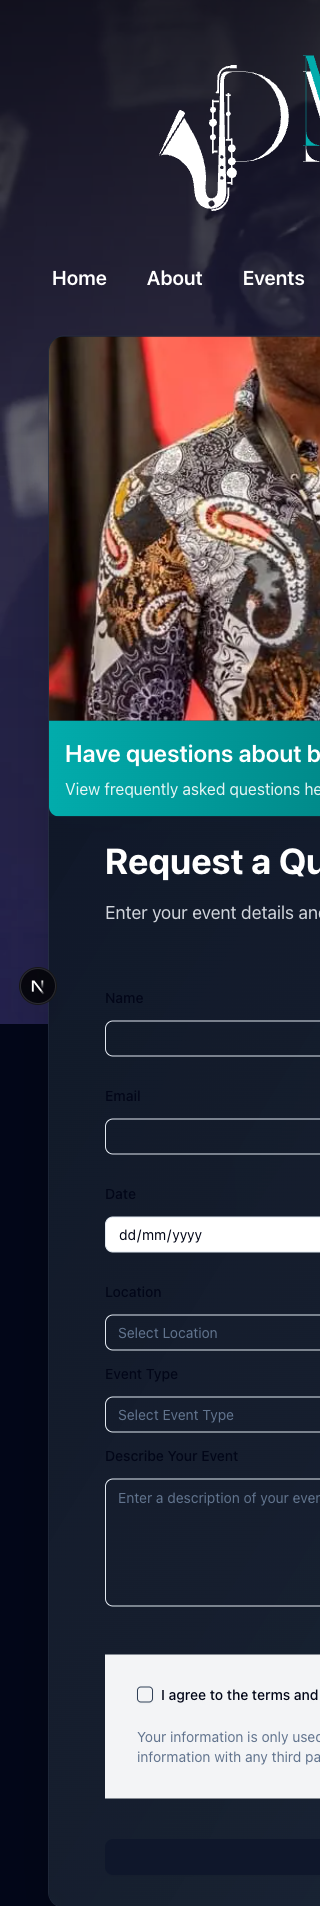 D
Home About Events
Have questions about b
View frequently asked questions he
Request a Qu
Enter your event details an
N
Name
Email
Date
dd/mm/yyyy
Location
Select Location
Event Type
Select Event Type
Describe Your Event
Enter a description of your ever
I agree to the terms and
Your information is only used
information with any third pa